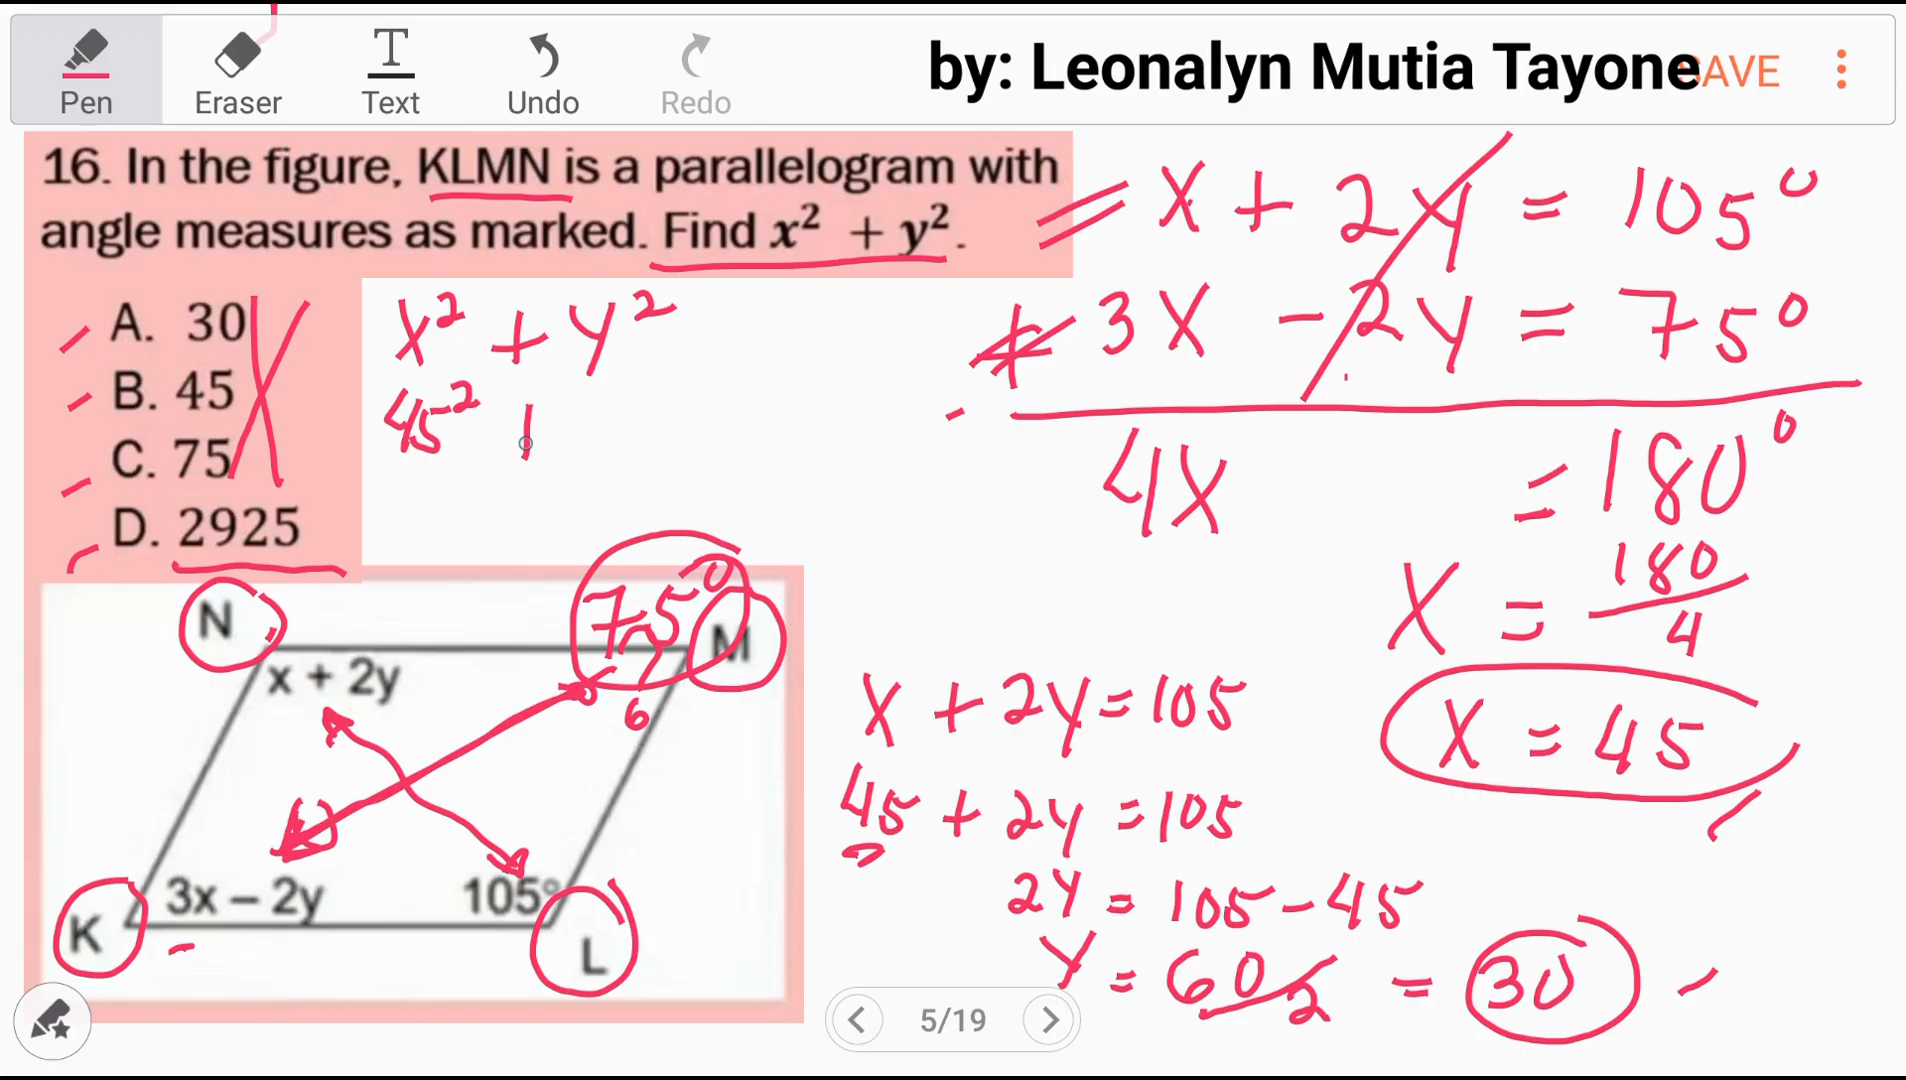 Pen
Eraser
T
Text
Undo
Redo
by: Leonalyn Mutia Tayone
SAVE
16. In the figure, KLMN is a parallelogram with
angle measures as marked. Find x² + y².
A. 30
B. 45
C. 75
D. 2925
x² + y²
45²
x + 2y = 105°
+ 3x - 2y = 75°
4x = 180°
x = 180/4
x = 45
x + 2y = 105
45 + 2y = 105
2y = 105 - 45
y = 60/2 = 30
N
75°
M
x + 2y
3x – 2y
105°
K
L
5/19